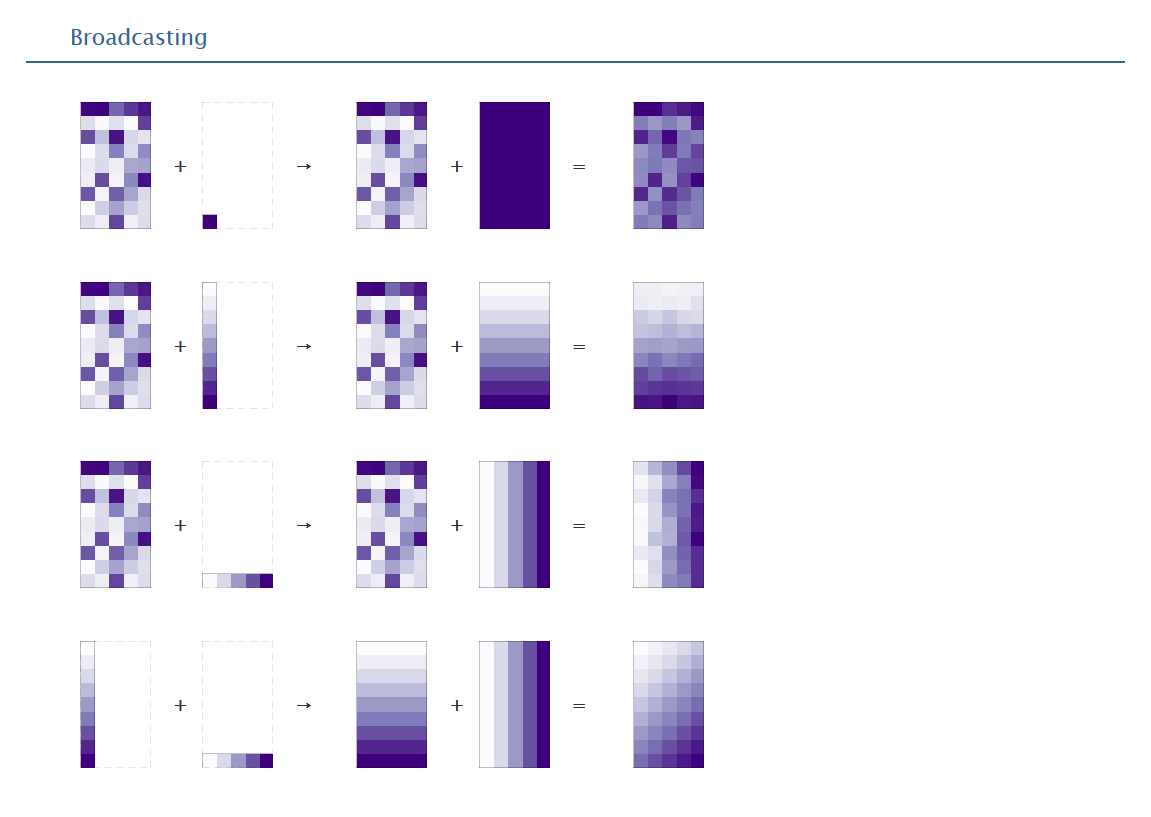 Broadcasting
+ → + =
+ → + =
+ → + =
+ → + =